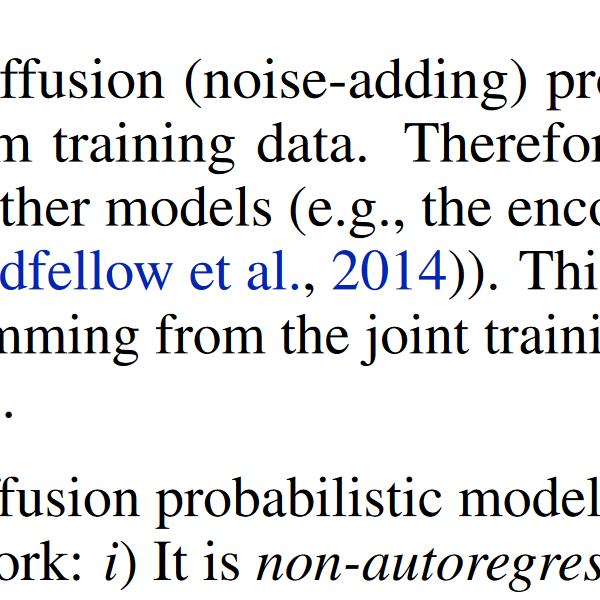 ffusion (noise-adding) pro
m training data. Therefor
ther models (e.g., the enco
dfellow et al., 2014)). Thi
mming from the joint traini
.
ffusion probabilistic model
ork: i) It is non-autoregres